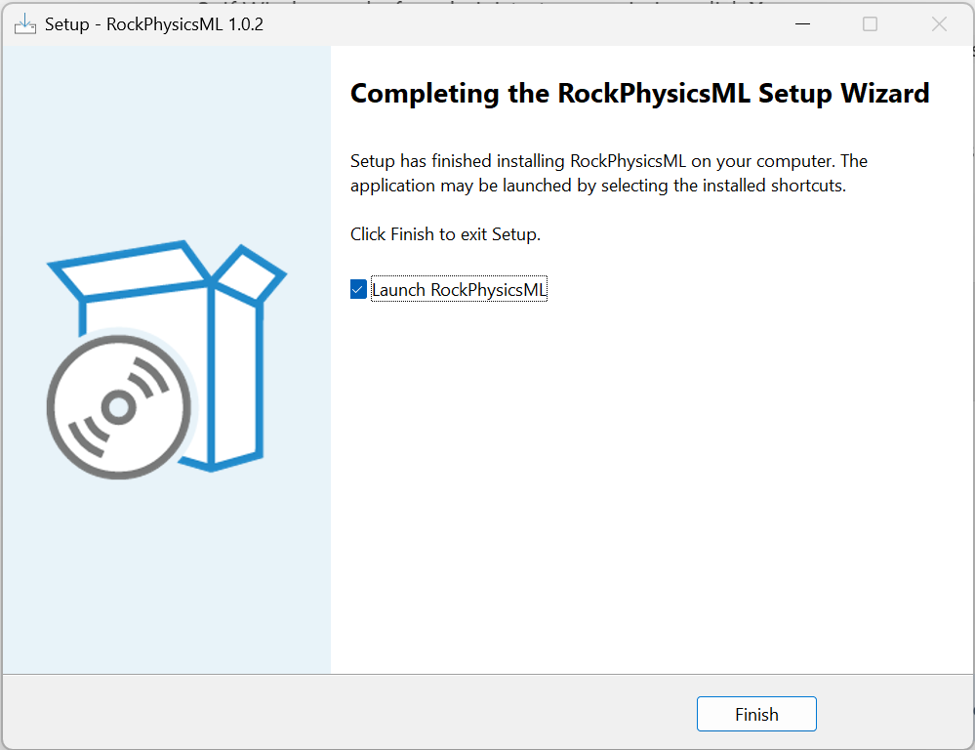 Setup - RockPhysicsML 1.0.2
Completing the RockPhysicsML Setup Wizard
Setup has finished installing RockPhysicsML on your computer. The
application may be launched by selecting the installed shortcuts.
Click Finish to exit Setup.
Launch RockPhysicsML
Finish